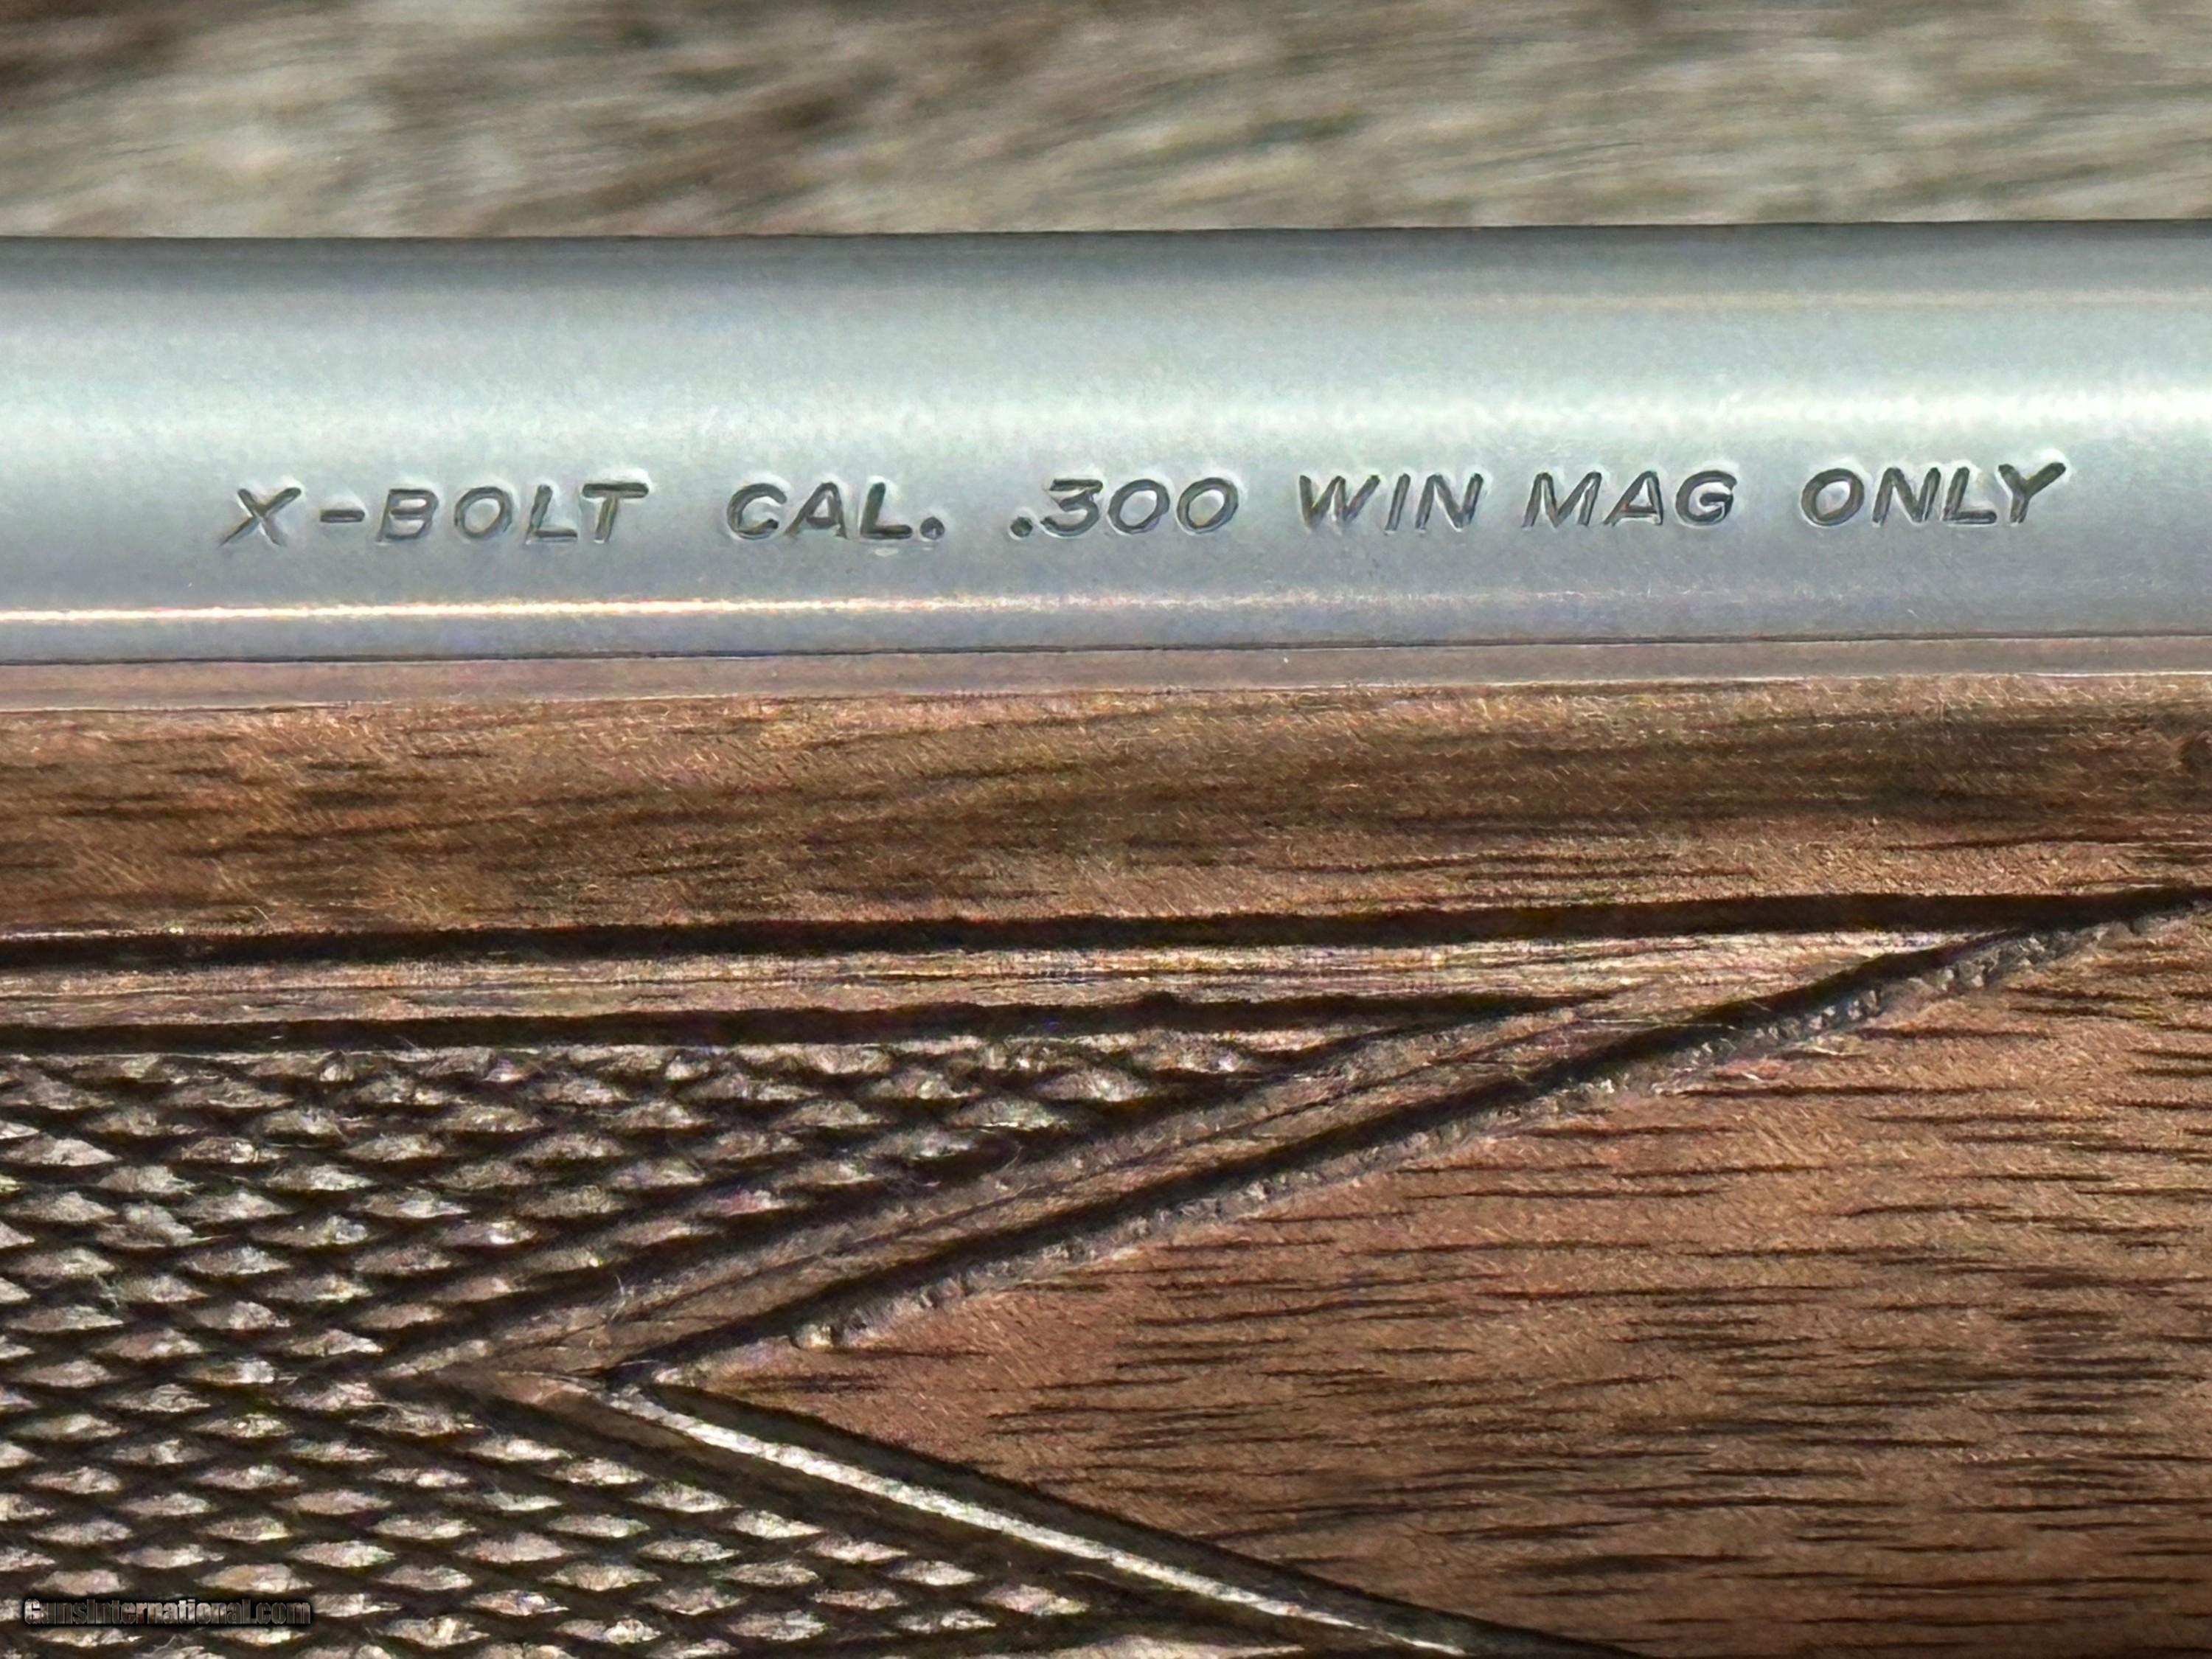 X-BOLT CAL. .300 WIN MAG ONLY
GunsInternational.com